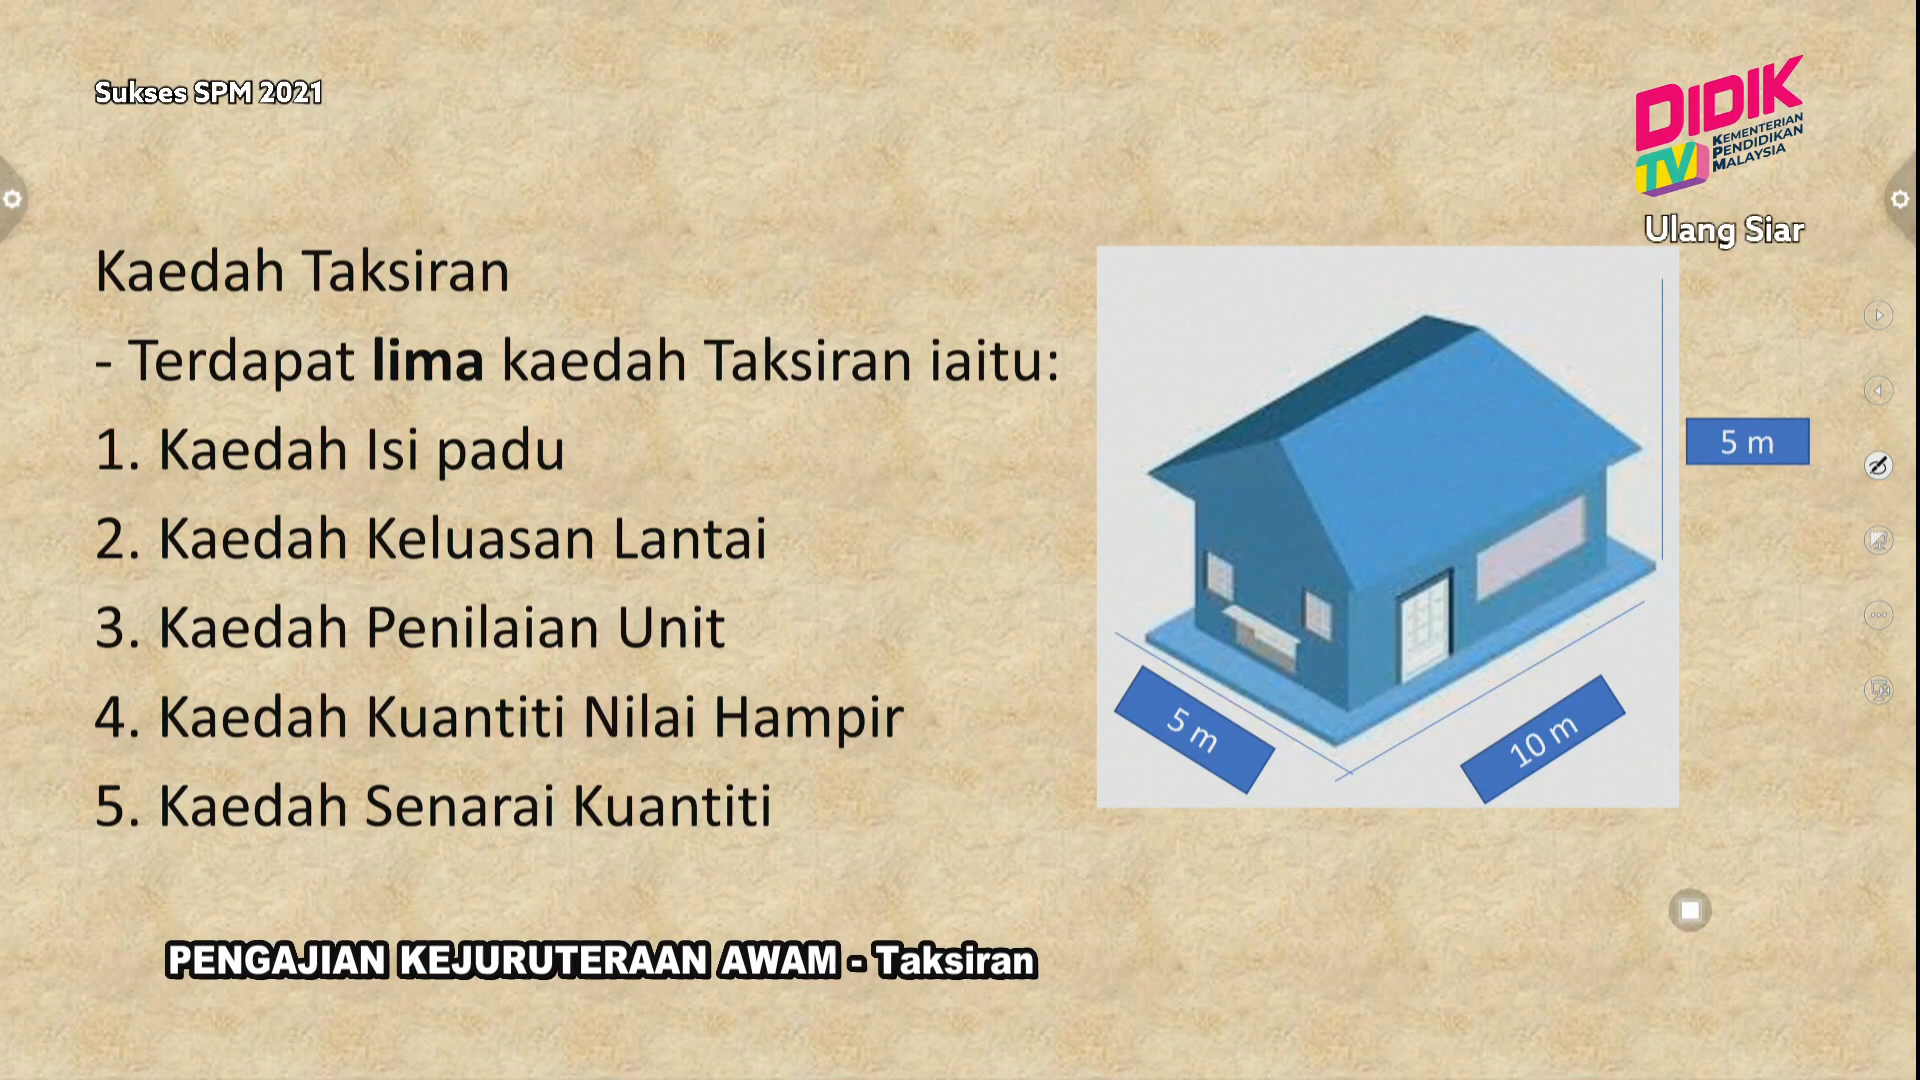 Sukses SPM 2021
DIDIK
TV
KEMENTERIAN
PENDIDIKAN
MALAYSIA
Ulang Siar
Kaedah Taksiran
- Terdapat lima kaedah Taksiran iaitu:
1. Kaedah Isi padu
2. Kaedah Keluasan Lantai
3. Kaedah Penilaian Unit
4. Kaedah Kuantiti Nilai Hampir
5. Kaedah Senarai Kuantiti
5 m
5 m
10 m
PENGAJIAN KEJURUTERAAN AWAM - Taksiran